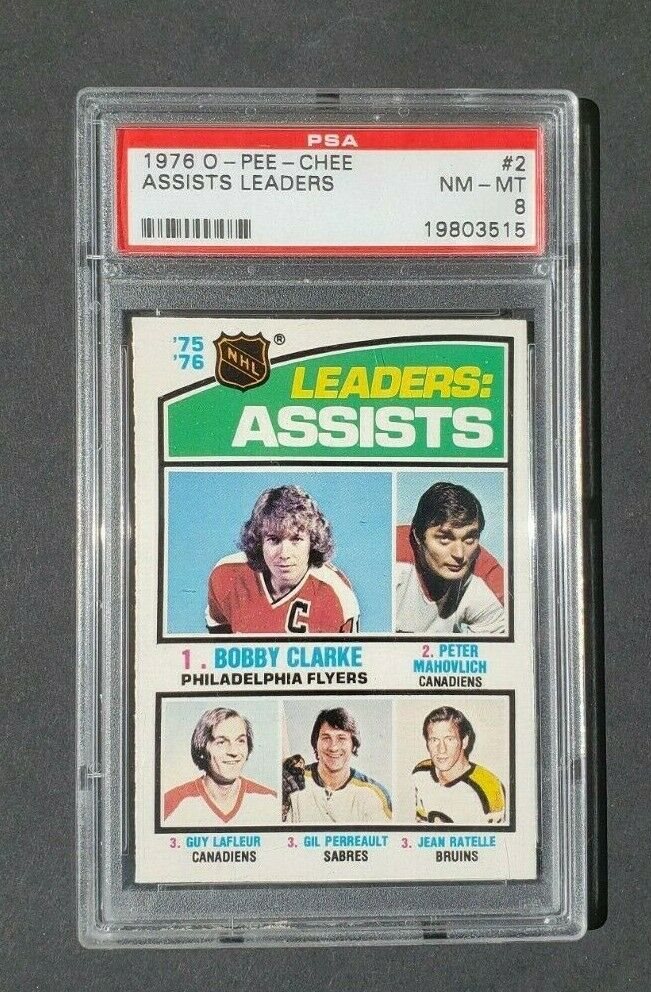 PSA
1976 O-PEE-CHEE #2
ASSISTS LEADERS NM-MT
8
19803515
'75
'76
NHL
®
LEADERS:
ASSISTS
C
1. BOBBY CLARKE
PHILADELPHIA FLYERS
2. PETER
MAHOVLICH
CANADIENS
3. GUY LAFLEUR
CANADIENS
3. GIL PERREAULT
SABRES
3. JEAN RATELLE
BRUINS